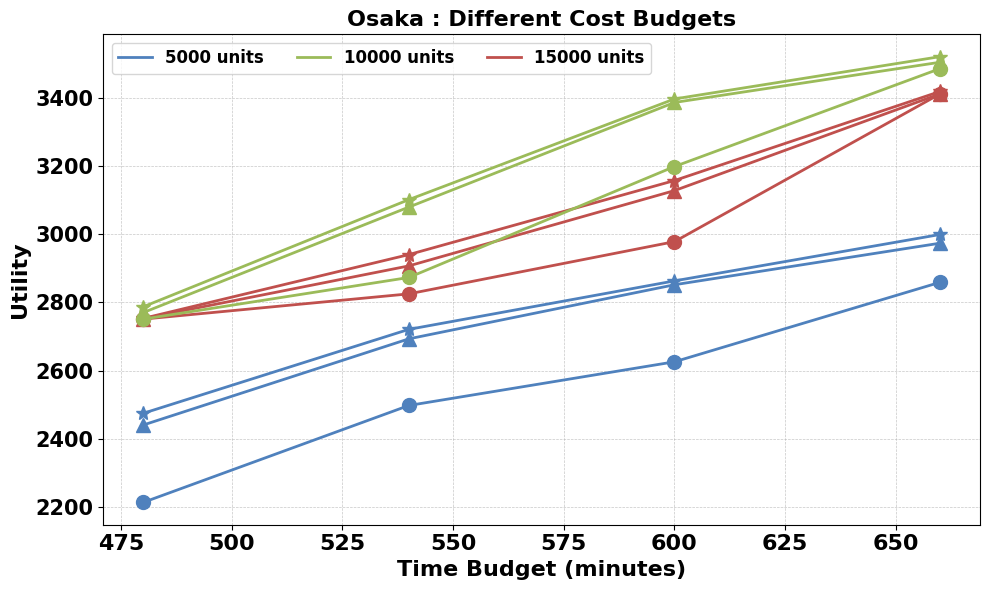 Osaka : Different Cost Budgets
5000 units 10000 units 15000 units
Utility
3400
3200
3000
2800
2600
2400
2200
475 500 525 550 575 600 625 650
Time Budget (minutes)